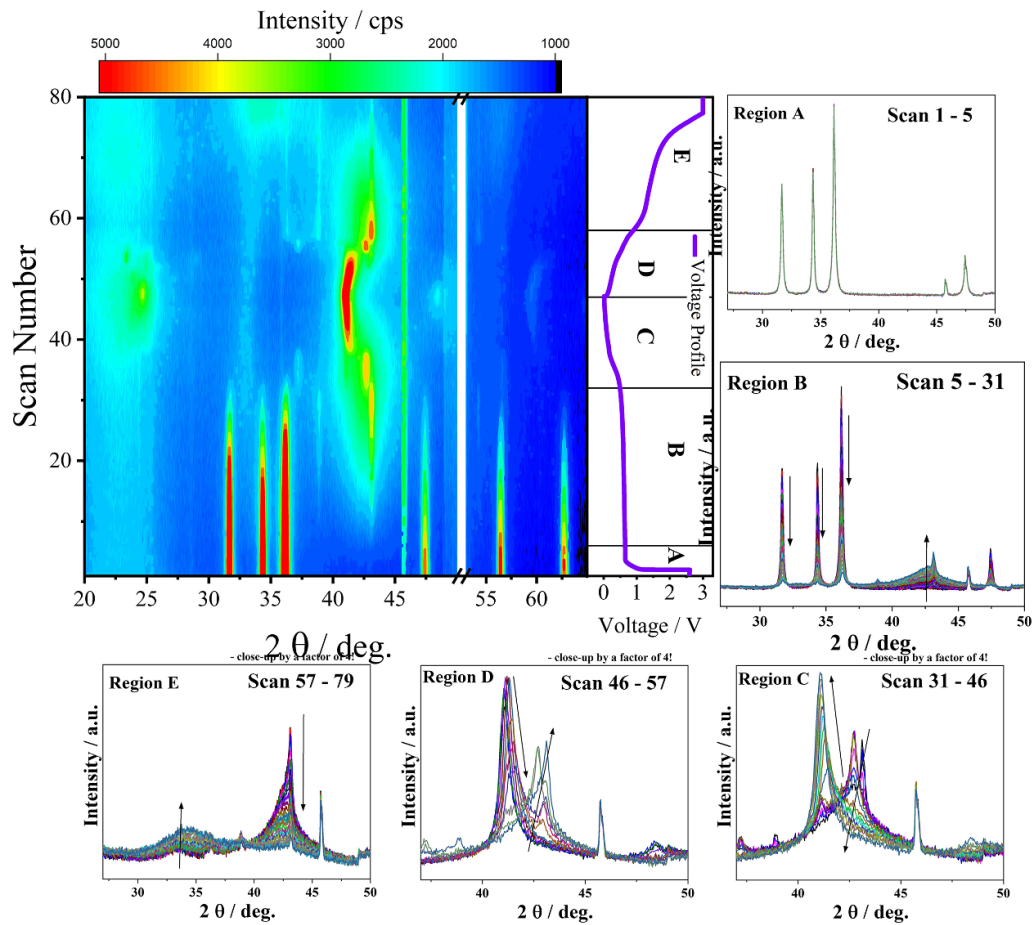 Intensity / cps
5000 4000 3000 2000 1000
80
60
40
20
Scan Number
20 25 30 35 40 45 55 60
2 θ / deg.
E
D
C
B
A
Voltage Profile
0 1 2 3
Voltage / V
Region A
Scan 1 - 5
Intensity / a.u.
30 35 40 45 50
2 θ / deg.
Region B
Scan 5 - 31
Intensity / a.u.
30 35 40 45 50
2 θ / deg.
- close-up by a factor of 4!
Region E
Scan 57 - 79
Intensity / a.u.
30 35 40 45 50
2 θ / deg.
- close-up by a factor of 4!
Region D
Scan 46 - 57
Intensity / a.u.
40 45 50
2 θ / deg.
- close-up by a factor of 4!
Region C
Scan 31 - 46
Intensity / a.u.
40 45 50
2 θ / deg.